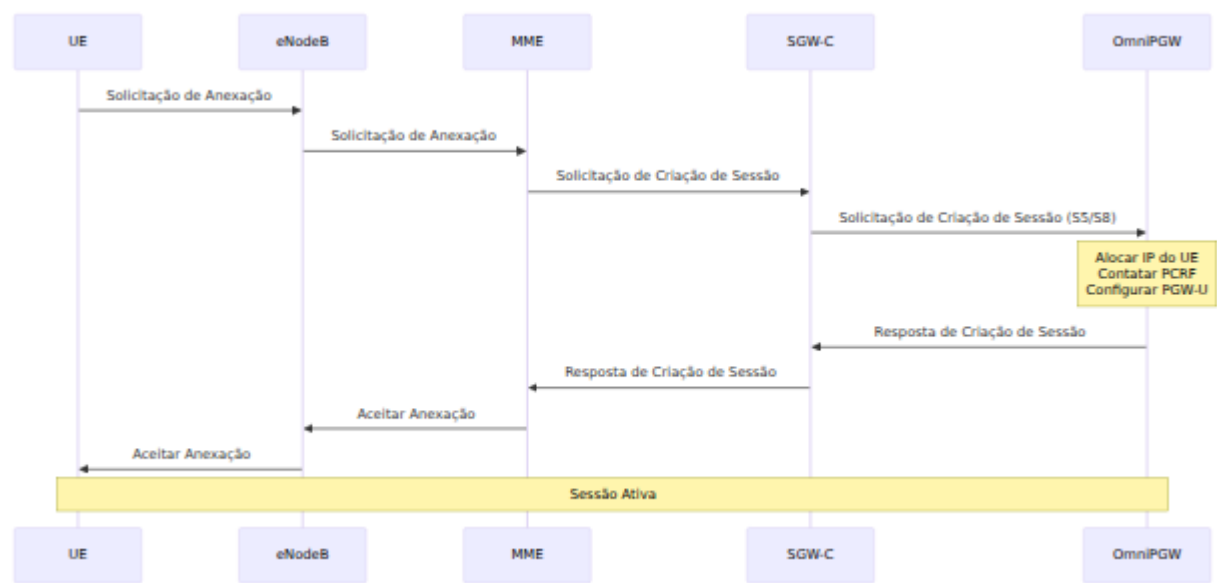 UE
eNodeB
MME
SGW-C
OmniPGW
Solicitação de Anexação
Solicitação de Anexação
Solicitação de Criação de Sessão
Solicitação de Criação de Sessão (S5/S8)
Alocar IP do UE
Contatar PCRF
Configurar PGW-U
Resposta de Criação de Sessão
Resposta de Criação de Sessão
Aceitar Anexação
Aceitar Anexação
Sessão Ativa
UE
eNodeB
MME
SGW-C
OmniPGW